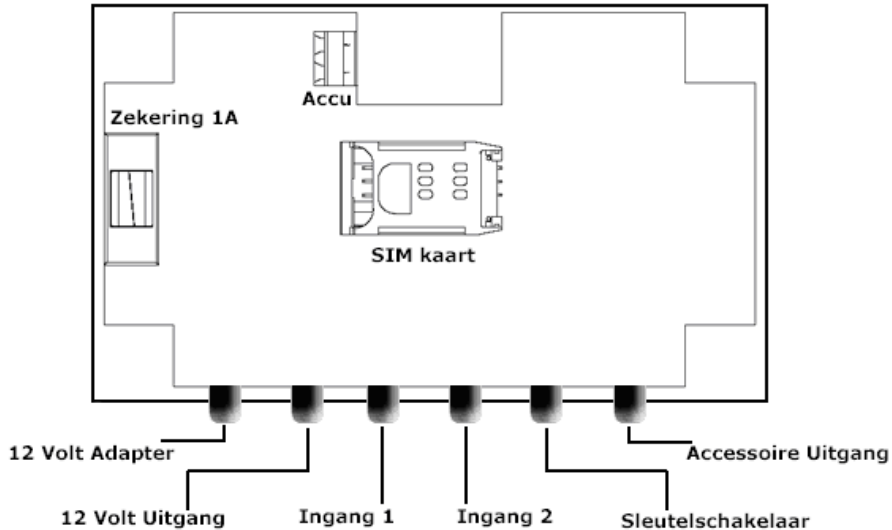 Accu
Zekering 1A
SIM kaart
12 Volt Adapter
Accessoire Uitgang
12 Volt Uitgang
Ingang 1
Ingang 2
Sleutelschakelaar